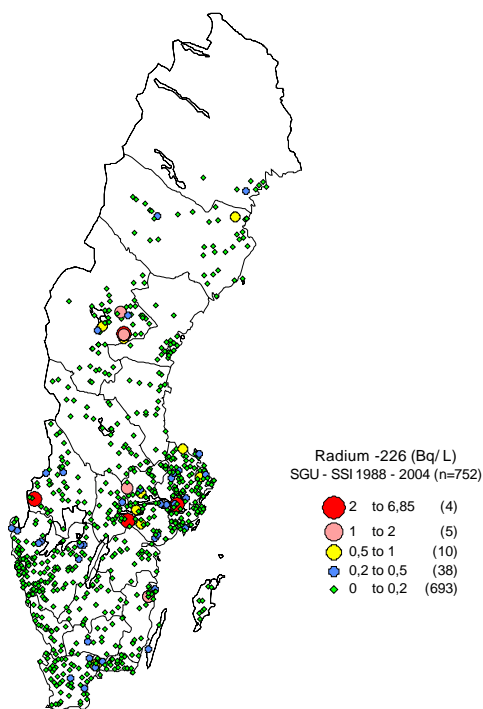 Radium -226 (Bq/ L)
SGU - SSI 1988 - 2004 (n=752)
2 to 6,85 (4)
1 to 2 (5)
0,5 to 1 (10)
0,2 to 0,5 (38)
0 to 0,2 (693)